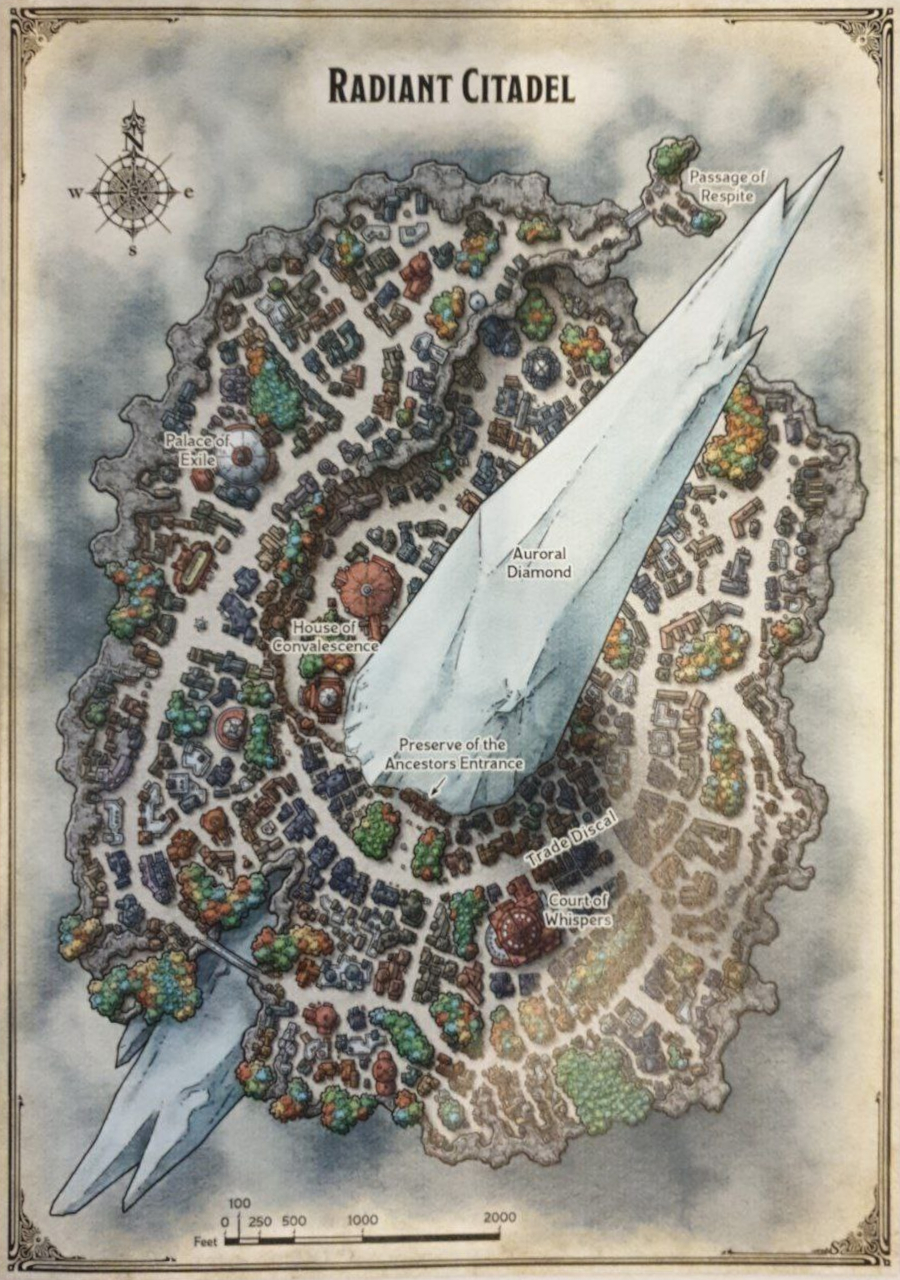 RADIANT CITADEL
N
W
e
s
Passage of
Respite
Palace of
Exile
Auroral
Diamond
House of
Convalescence
Preserve of the
Ancestors Entrance
Trade Discal
Court of
Whispers
100
0 250 500 1000 2000
Feet